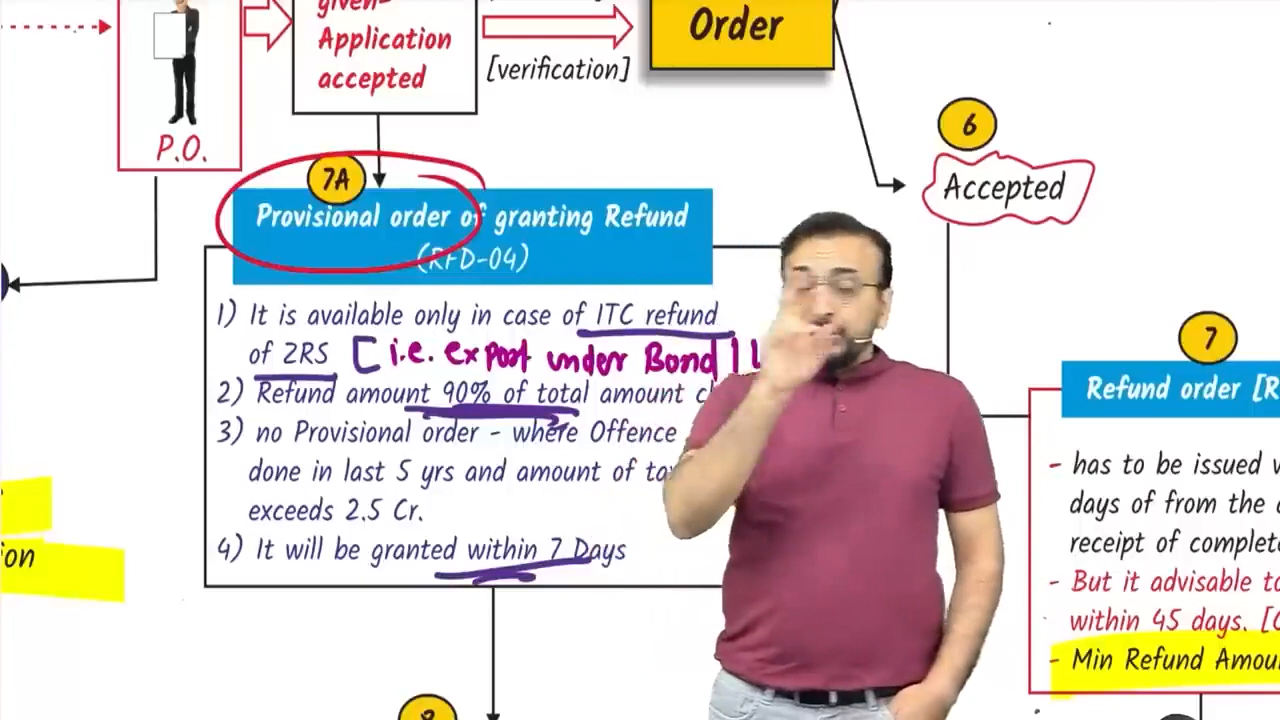 given-
Application
accepted
[verification]
Order
P.O.
6
Accepted
7A
Provisional order of granting Refund
(RFD-04)
1) It is available only in case of ITC refund
of ZRS [i.e. export under Bond |
2) Refund amount 90% of total amount
3) no Provisional order - where Offence
done in last 5 yrs and amount of
exceeds 2.5 Cr.
4) It will be granted within 7 Days
7
Refund order [R
- has to be issued
days of from the
receipt of
- But it advisable
within 45 days. [
- Min Refund
8